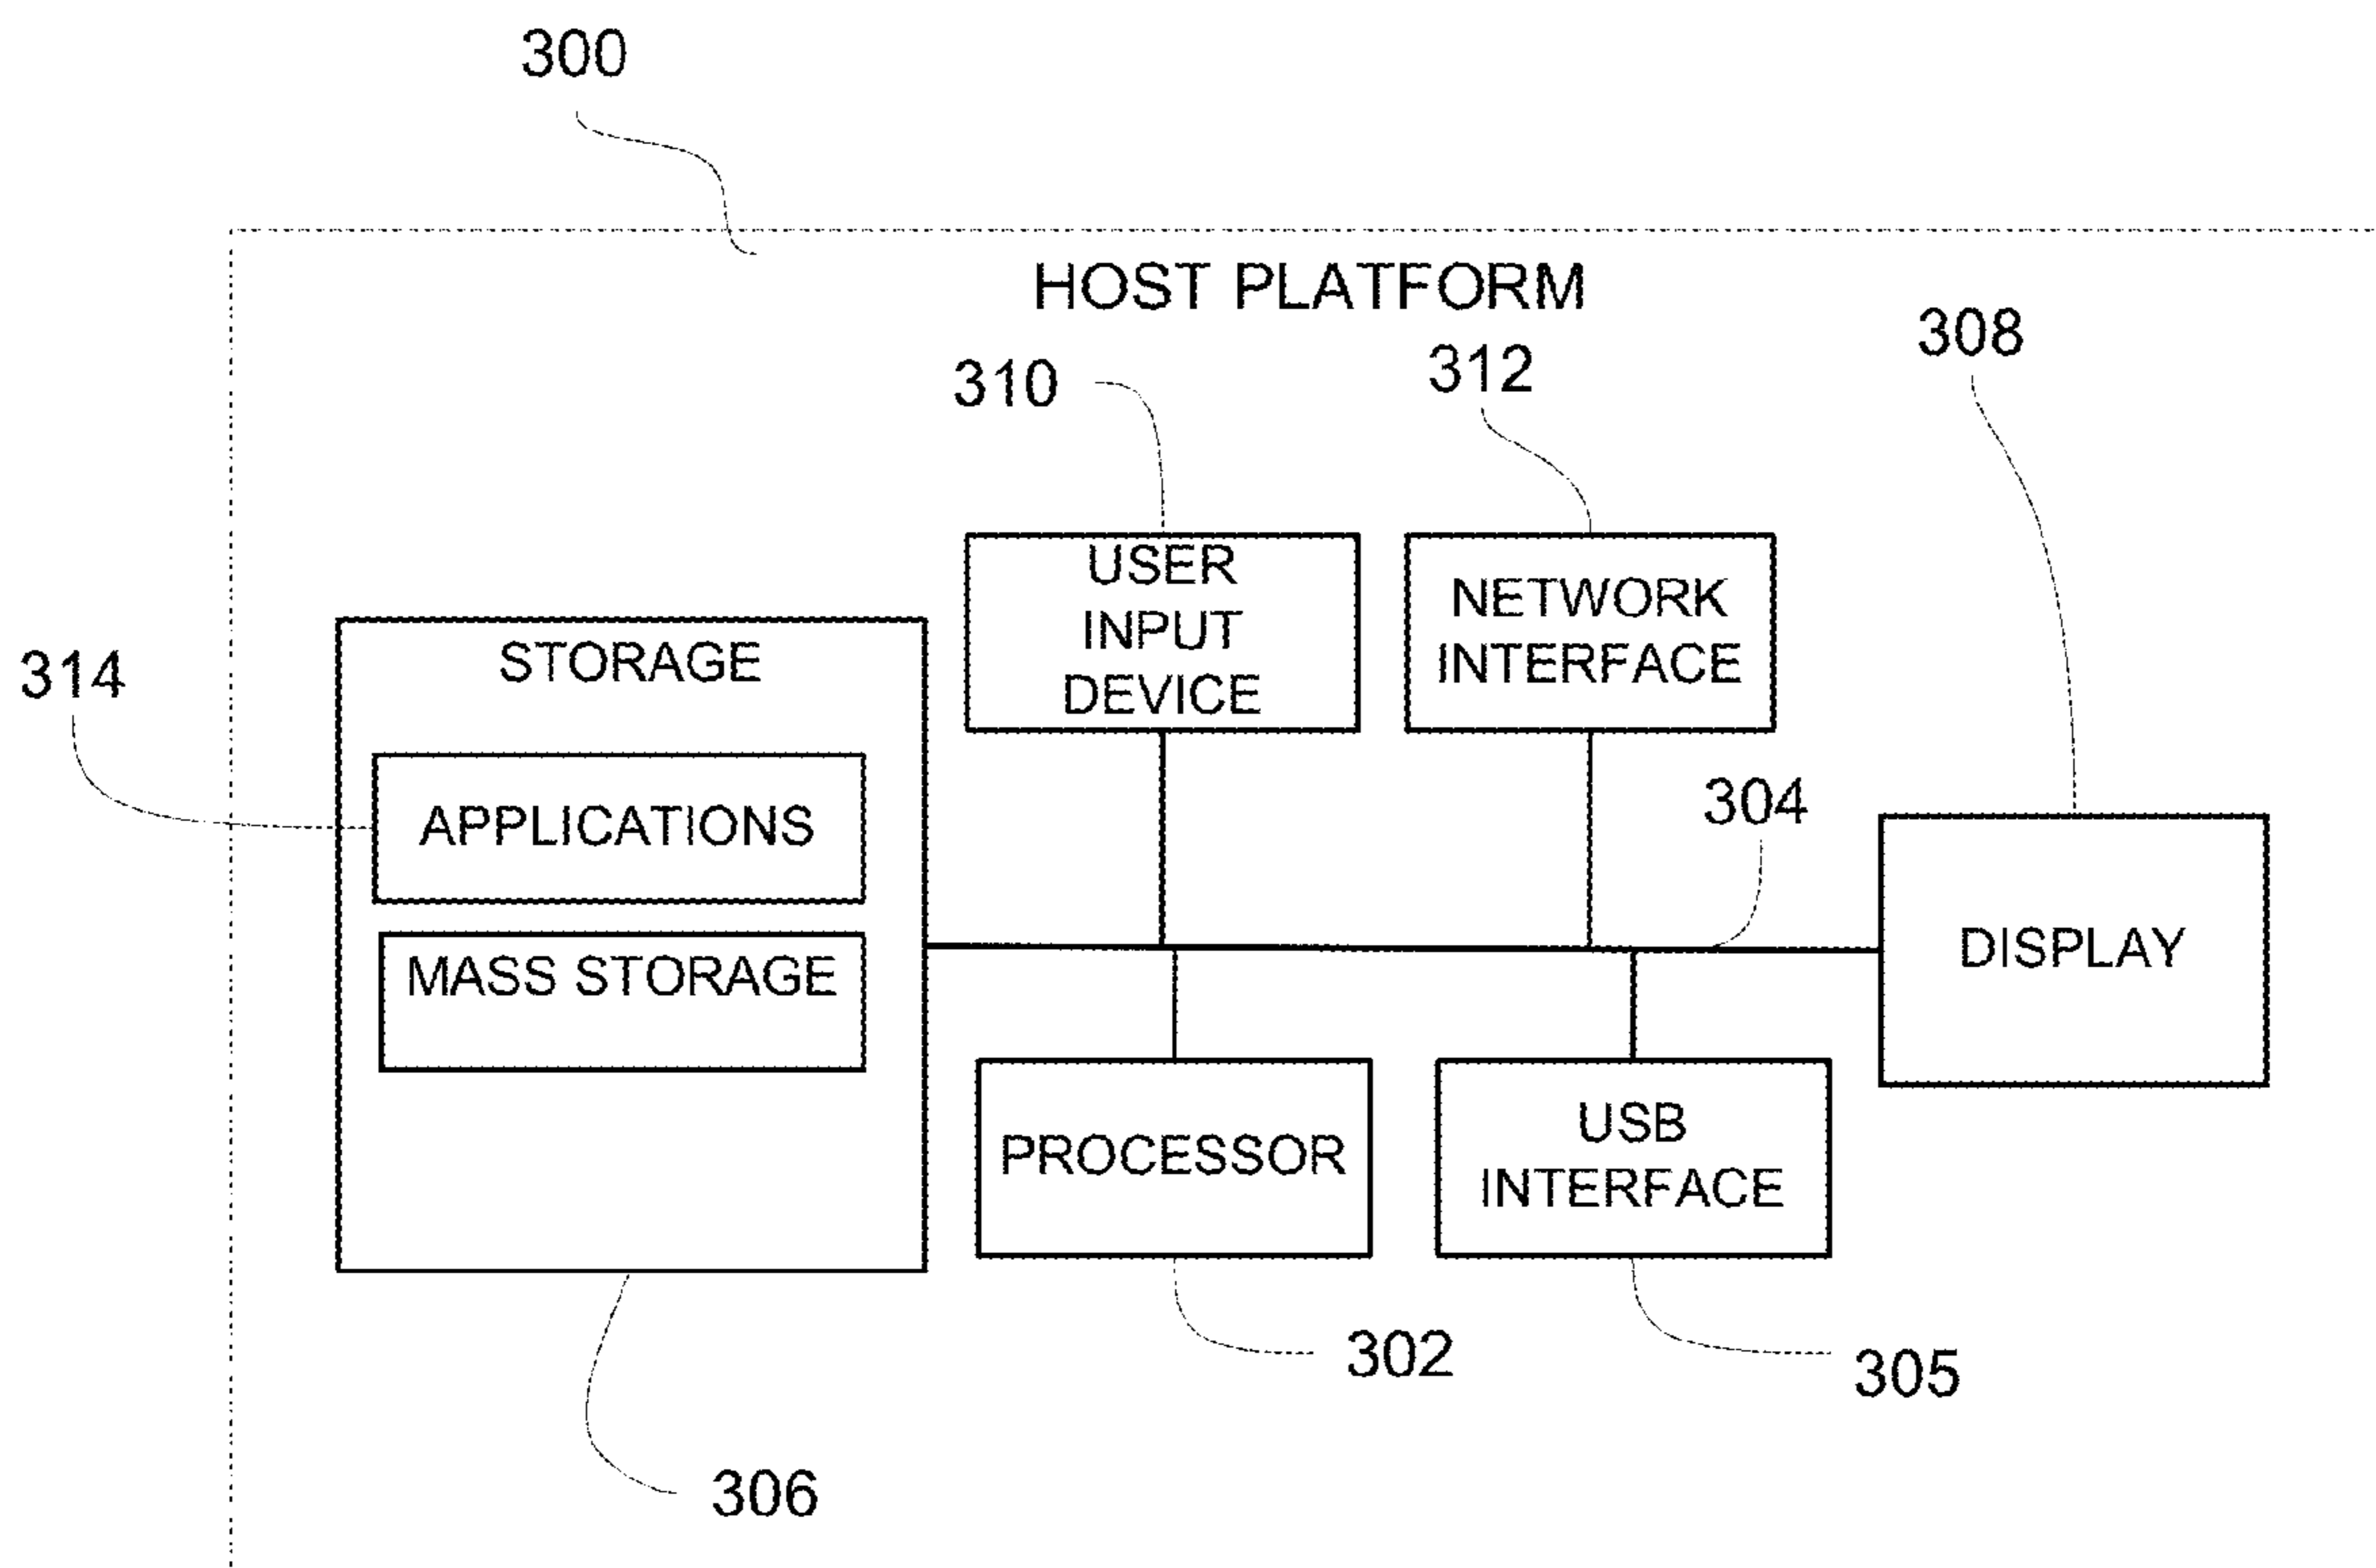 300
HOST PLATFORM
308
310
312
USER
INPUT
DEVICE
NETWORK
INTERFACE
314
STORAGE
APPLICATIONS
MASS STORAGE
304
DISPLAY
PROCESSOR
USB
INTERFACE
302
305
306